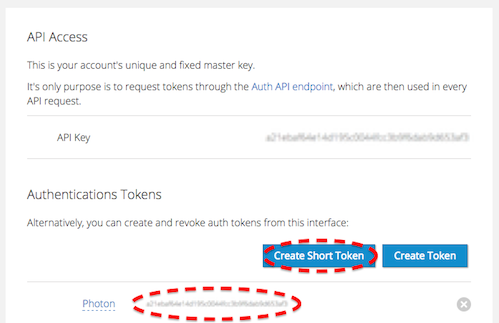 API Access
This is your account's unique and fixed master key.
It's only purpose is to request tokens through the Auth API endpoint, which are then used in every
API request.
API Key
Authentications Tokens
Alternatively, you can create and revoke auth tokens from this interface:
Create Short Token Create Token
Photon